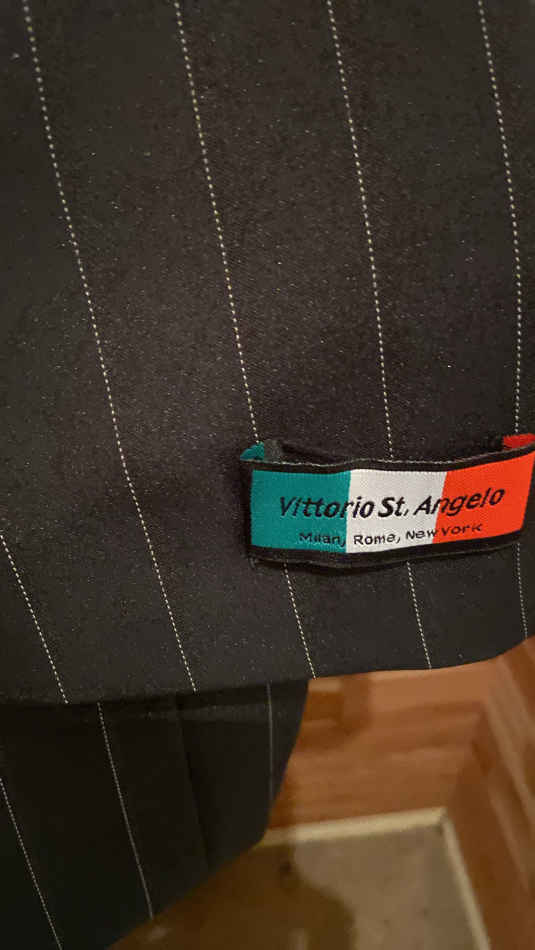 Vittorio St. Angelo
Milan, Rome, New York